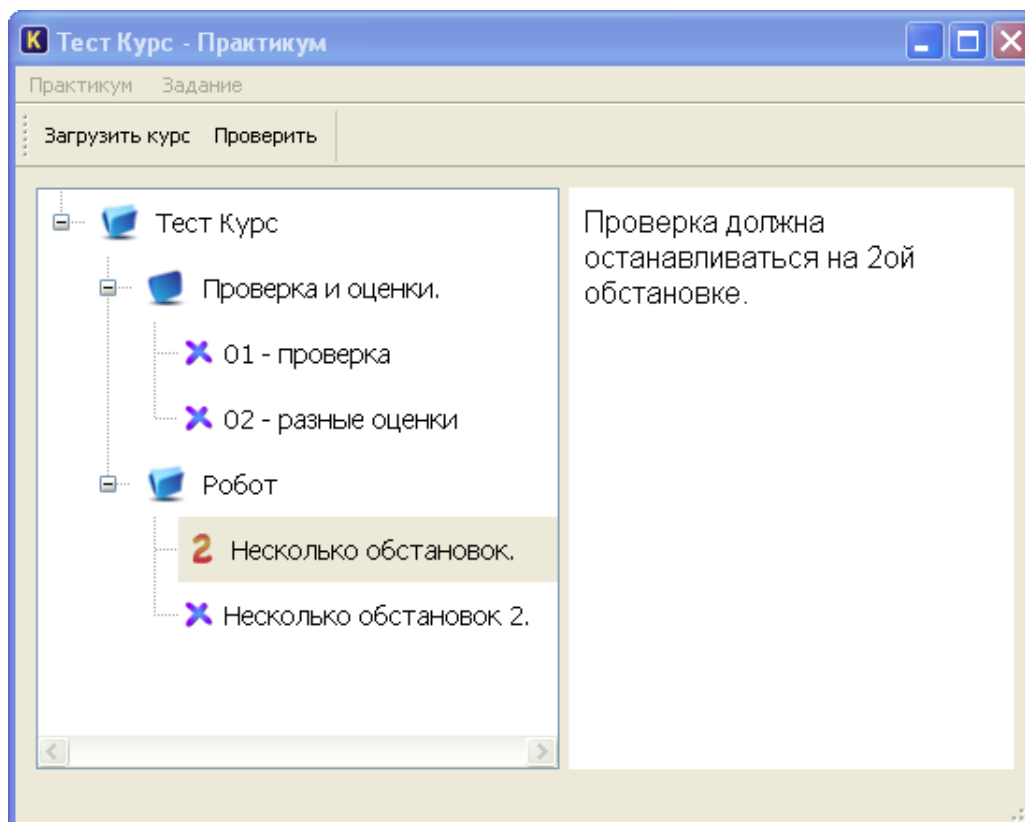 K Тест Курс - Практикум
Практикум Задание
Загрузить курс Проверить
Тест Курс
Проверка и оценки.
01 - проверка
02 - разные оценки
Робот
2 Несколько обстановок.
Несколько обстановок 2.
Проверка должна
останавливаться на 2ой
обстановке.